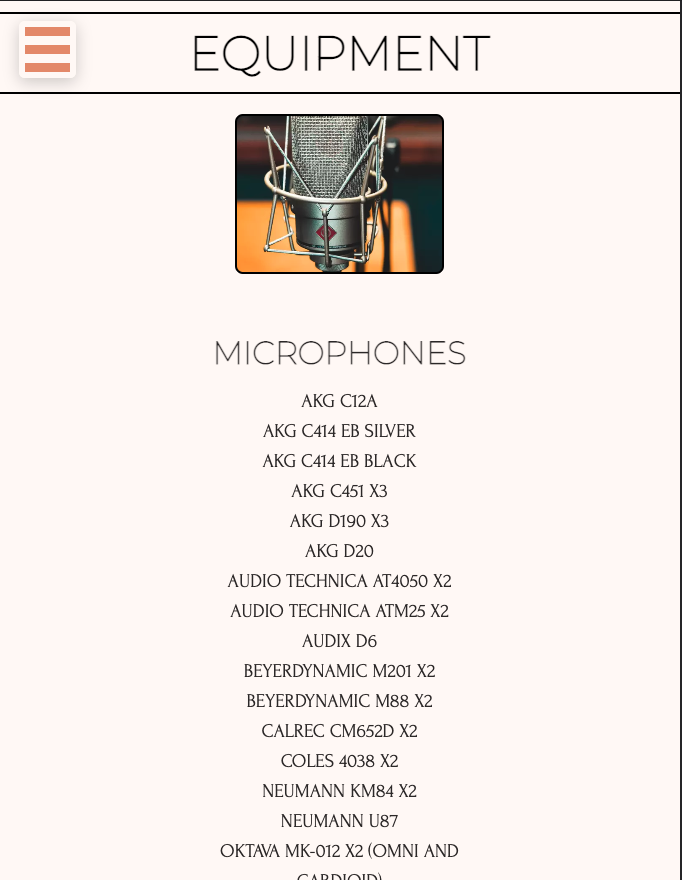 EQUIPMENT
MICROPHONES
AKG C12A
AKG C414 EB SILVER
AKG C414 EB BLACK
AKG C451 X3
AKG D190 X3
AKG D20
AUDIO TECHNICA AT4050 X2
AUDIO TECHNICA ATM25 X2
AUDIX D6
BEYERDYNAMIC M201 X2
BEYERDYNAMIC M88 X2
CALREC CM652D X2
COLES 4038 X2
NEUMANN KM84 X2
NEUMANN U87
OKTAVA MK-012 X2 (OMNI AND
CARDIOID)